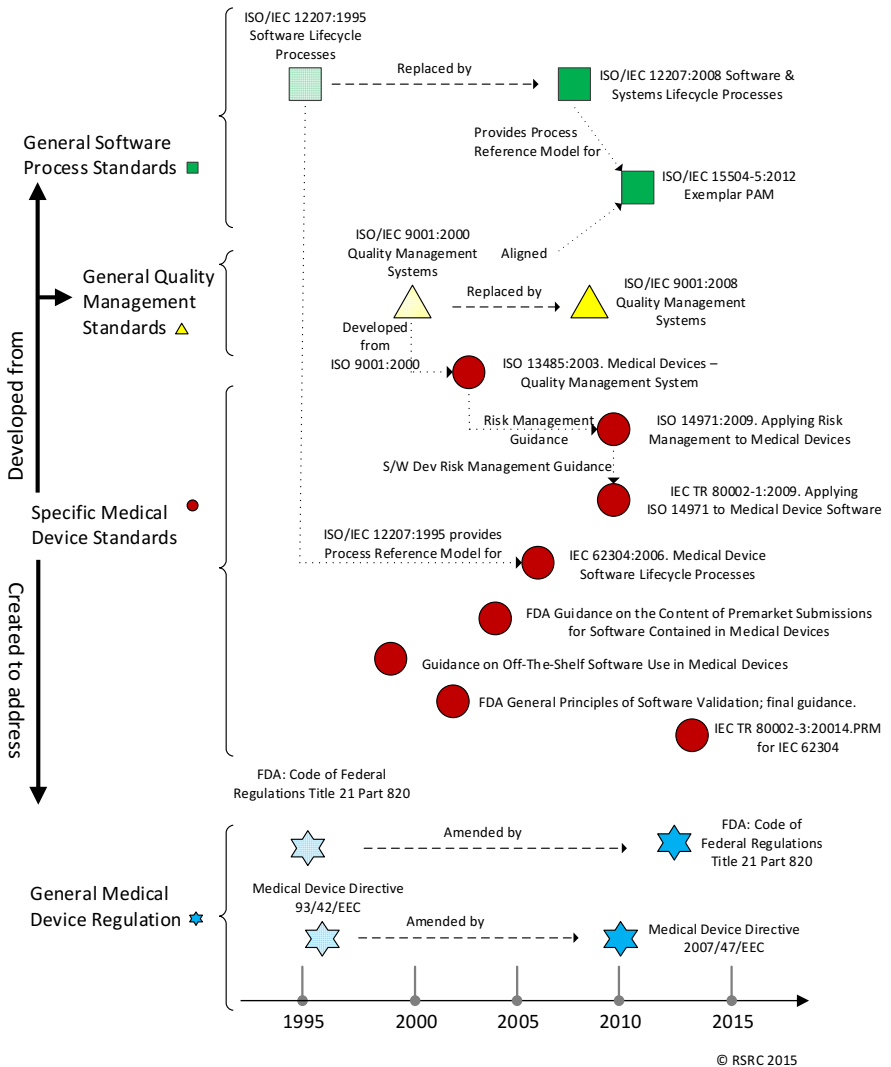 ISO/IEC 12207:1995
Software Lifecycle
Processes
Replaced by
ISO/IEC 12207:2008 Software &
Systems Lifecycle Processes
General Software
Process Standards
Provides Process
Reference Model for
ISO/IEC 15504-5:2012
Exemplar PAM
ISO/IEC 9001:2000
Quality Management
Systems
Aligned
General Quality
Management
Standards
Replaced by
ISO/IEC 9001:2008
Quality Management
Systems
Developed
from
ISO 9001:2000
ISO 13485:2003. Medical Devices –
Quality Management System
Developed from
Risk Management
Guidance
ISO 14971:2009. Applying Risk
Management to Medical Devices
S/W Dev Risk Management Guidance
IEC TR 80002-1:2009. Applying
ISO 14971 to Medical Device Software
Specific Medical
Device Standards
ISO/IEC 12207:1995 provides
Process Reference Model for
IEC 62304:2006. Medical Device
Software Lifecycle Processes
Created to address
FDA Guidance on the Content of Premarket Submissions
for Software Contained in Medical Devices
Guidance on Off-The-Shelf Software Use in Medical Devices
FDA General Principles of Software Validation; final guidance.
IEC TR 80002-3:20014.PRM
for IEC 62304
FDA: Code of Federal
Regulations Title 21 Part 820
Amended by
FDA: Code of
Federal Regulations
Title 21 Part 820
General Medical
Device Regulation
Medical Device Directive
93/42/EEC
Amended by
Medical Device Directive
2007/47/EEC
1995
2000
2005
2010
2015
© RSRC 2015